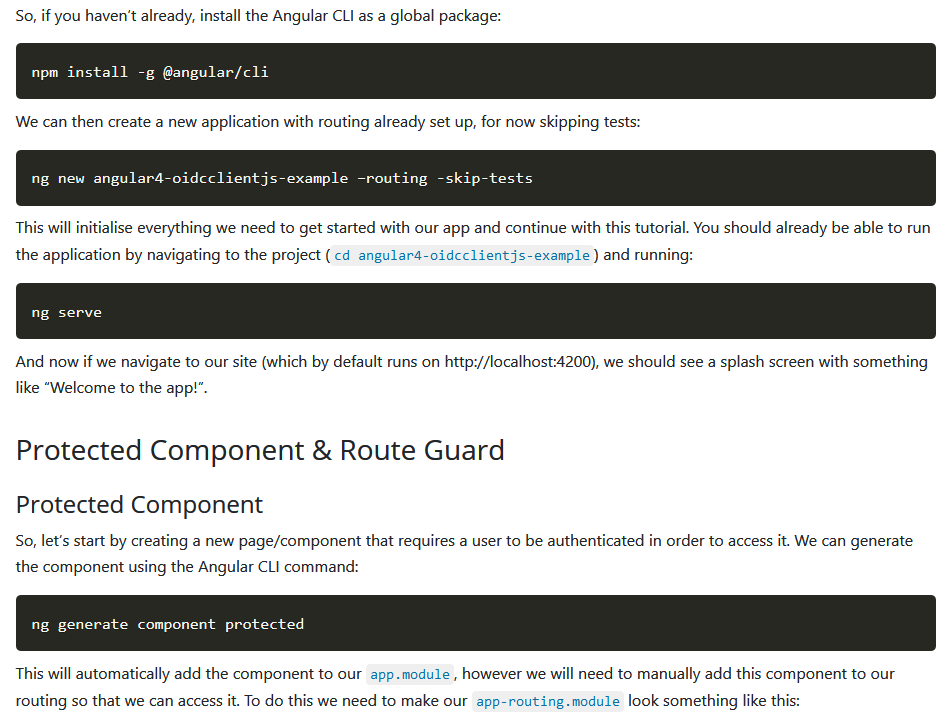 So, if you haven’t already, install the Angular CLI as a global package:
npm install -g @angular/cli
We can then create a new application with routing already set up, for now skipping tests:
ng new angular4-oidcclientjs-example –routing -skip-tests
This will initialise everything we need to get started with our app and continue with this tutorial. You should already be able to run
the application by navigating to the project (cd angular4-oidcclientjs-example) and running:
ng serve
And now if we navigate to our site (which by default runs on http://localhost:4200), we should see a splash screen with something
like “Welcome to the app!”.
Protected Component & Route Guard
Protected Component
So, let’s start by creating a new page/component that requires a user to be authenticated in order to access it. We can generate
the component using the Angular CLI command:
ng generate component protected
This will automatically add the component to our app.module, however we will need to manually add this component to our
routing so that we can access it. To do this we need to make our app-routing.module look something like this: